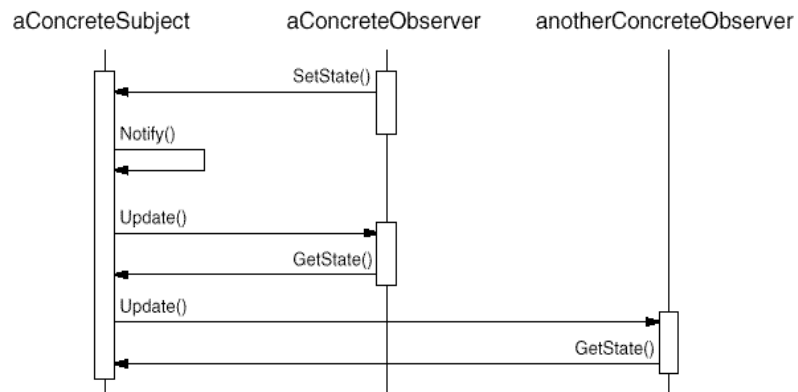 aConcreteSubject aConcreteObserver anotherConcreteObserver
SetState()
Notify()
Update()
GetState()
Update()
GetState()